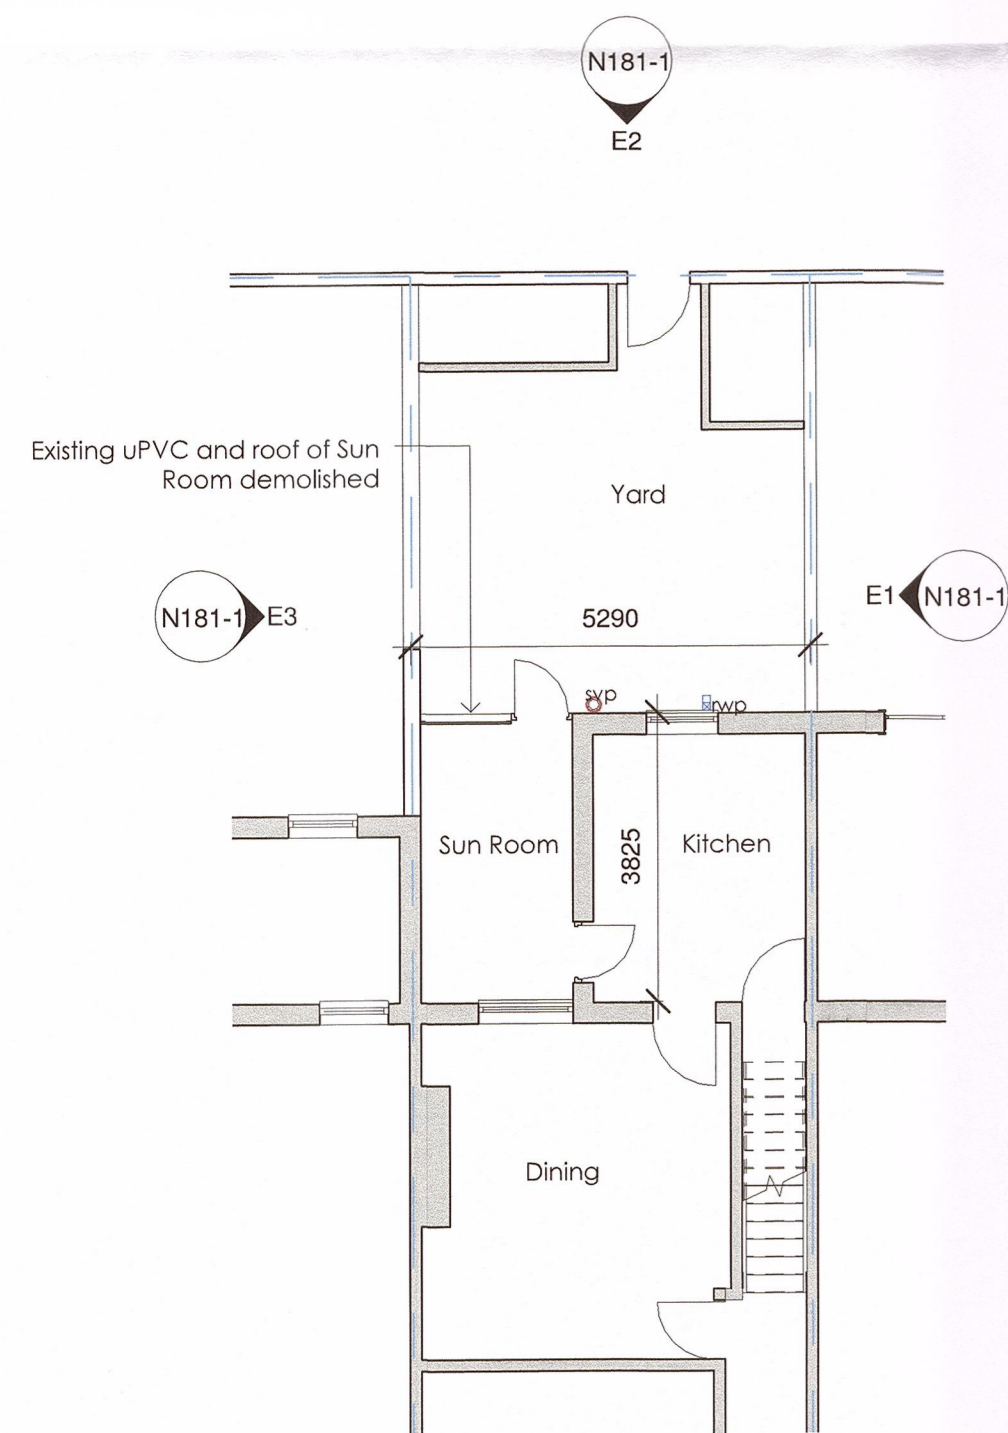 N181-1
E2
Existing uPVC and roof of Sun
Room demolished
Yard
N181-1
E3
5290
E1
N181-1
svp
rwp
Sun Room
3825
Kitchen
Dining